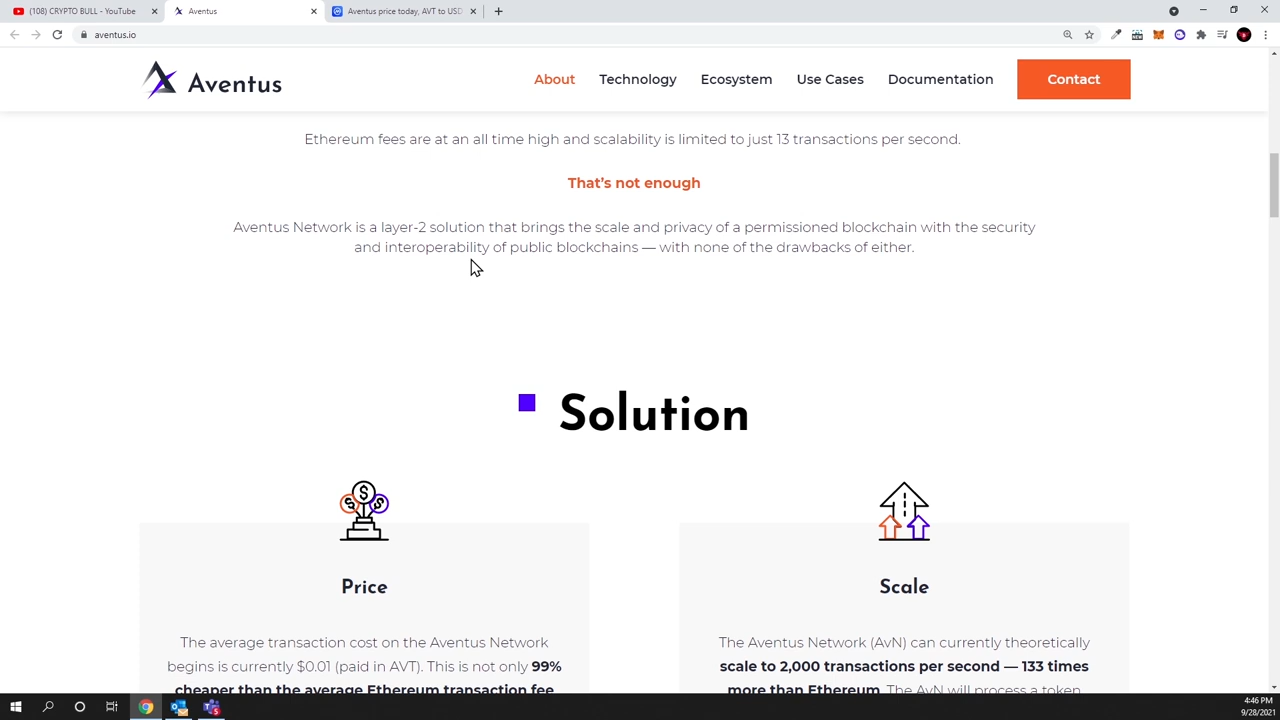 (108) CRYPTO BULL - YouTube
Aventus
Aventus price today, AVT to USD
aventus.io
Aventus
About
Technology
Ecosystem
Use Cases
Documentation
Contact
Ethereum fees are at an all time high and scalability is limited to just 13 transactions per second.
That's not enough
Aventus Network is a layer-2 solution that brings the scale and privacy of a permissioned blockchain with the security
and interoperability of public blockchains — with none of the drawbacks of either.
Solution
Price
Scale
The average transaction cost on the Aventus Network
begins is currently $0.01 (paid in AVT). This is not only 99%
cheaper than the average Ethereum transaction fee
The Aventus Network (AvN) can currently theoretically
scale to 2,000 transactions per second — 133 times
more than Ethereum. The AvN will process a token
4:46 PM
9/28/2021